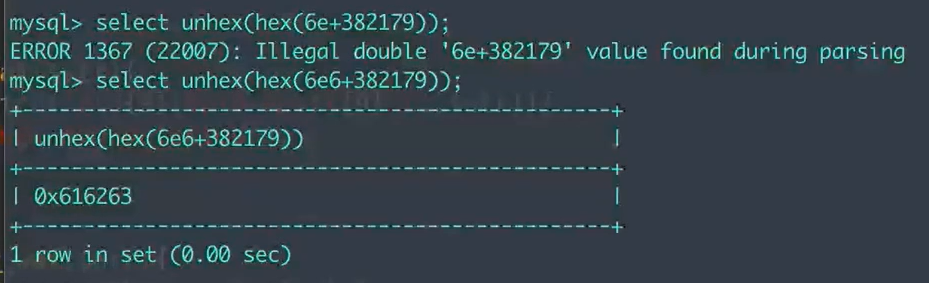 mysql> select unhex(hex(6e+382179));
ERROR 1367 (22007): Illegal double '6e+382179' value found during parsing
mysql> select unhex(hex(6e6+382179));
+------------------------------------------------+
| unhex(hex(6e6+382179)) |
+------------------------------------------------+
| 0x616263 |
+------------------------------------------------+
1 row in set (0.00 sec)